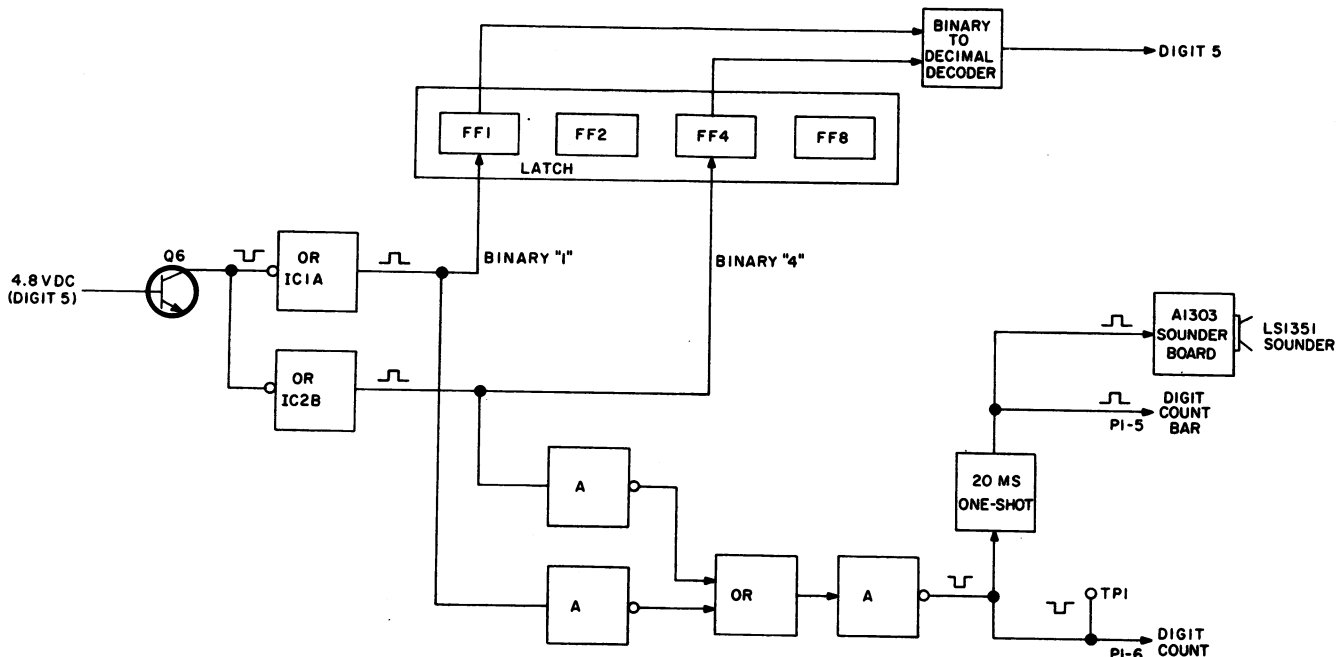 BINARY
TO
DECIMAL
DECODER
DIGIT 5
FF1
FF2
FF4
FF8
LATCH
Q6
4.8 VDC
(DIGIT 5)
OR
IC1A
BINARY "1"
BINARY "4"
OR
IC2B
A1303
SOUNDER
BOARD
LS1351
SOUNDER
P1-5
DIGIT
COUNT
BAR
A
20 MS
ONE-SHOT
A
OR
A
TP1
P1-6
DIGIT
COUNT